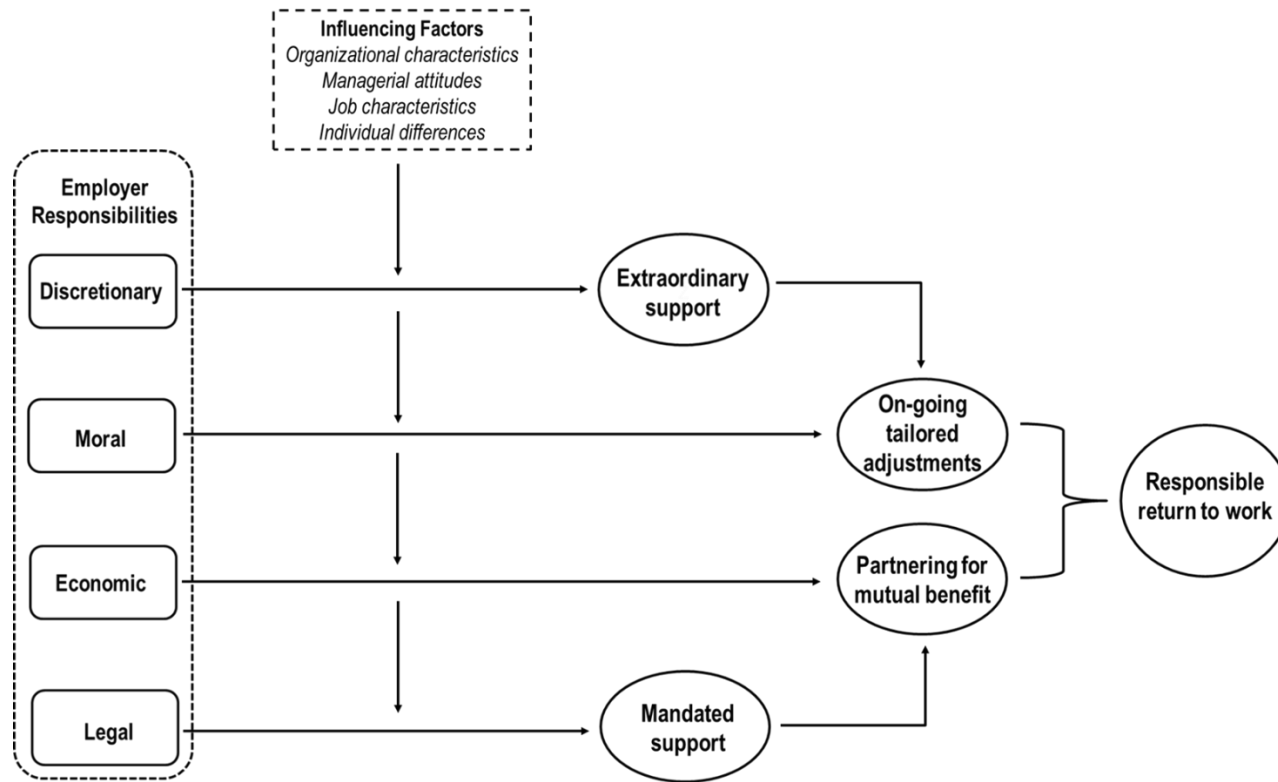 Influencing Factors
Organizational characteristics
Managerial attitudes
Job characteristics
Individual differences
Employer
Responsibilities
Discretionary
Extraordinary
support
Moral
On-going
tailored
adjustments
Responsible
return to work
Economic
Partnering for
mutual benefit
Legal
Mandated
support